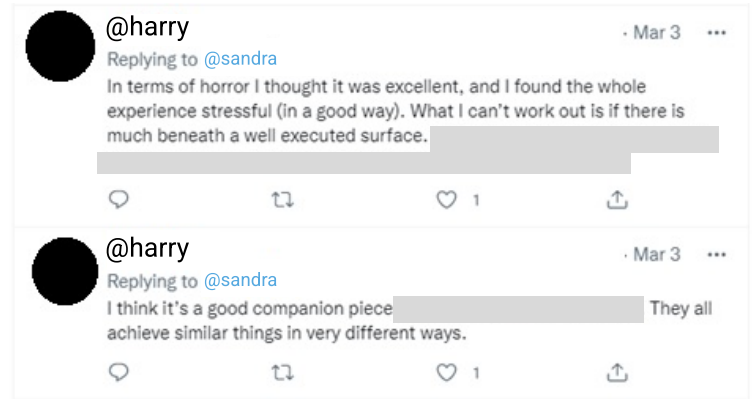 @harry
· Mar 3
Replying to @sandra
In terms of horror I thought it was excellent, and I found the whole
experience stressful (in a good way). What I can't work out is if there is
much beneath a well executed surface.
1
@harry
· Mar 3
Replying to @sandra
I think it's a good companion piece They all
achieve similar things in very different ways.
1